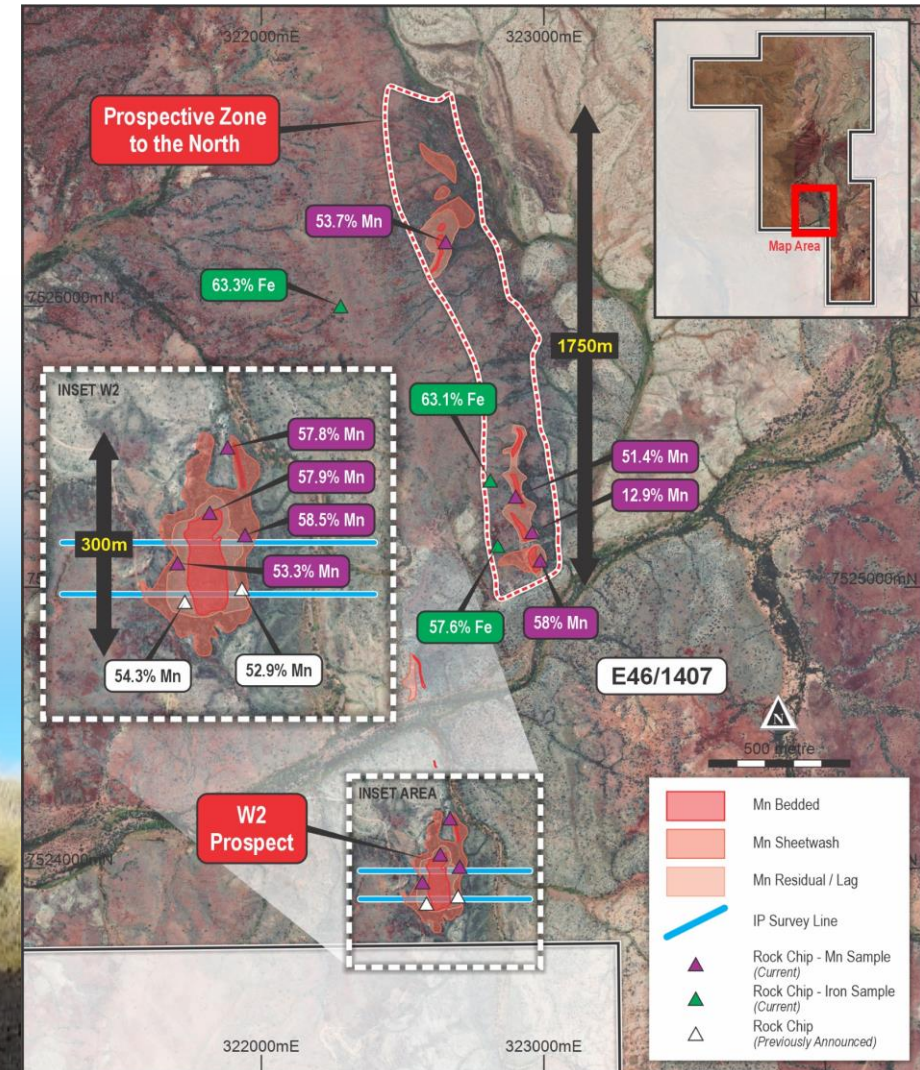 322000mE
323000mE
Prospective Zone
to the North
Map Area
53.7% Mn
63.3% Fe
7526000mN
1750m
INSET W2
63.1% Fe
57.8% Mn
57.9% Mn
58.5% Mn
300m
53.3% Mn
54.3% Mn
52.9% Mn
51.4% Mn
12.9% Mn
7525000mN
57.6% Fe
58% Mn
E46/1407
N
500 metre
W2
Prospect
INSET AREA
7524000mN
Mn Bedded
Mn Sheetwash
Mn Residual / Lag
IP Survey Line
Rock Chip - Mn Sample
(Current)
Rock Chip - Iron Sample
(Current)
Rock Chip
(Previously Announced)
322000mE
323000mE